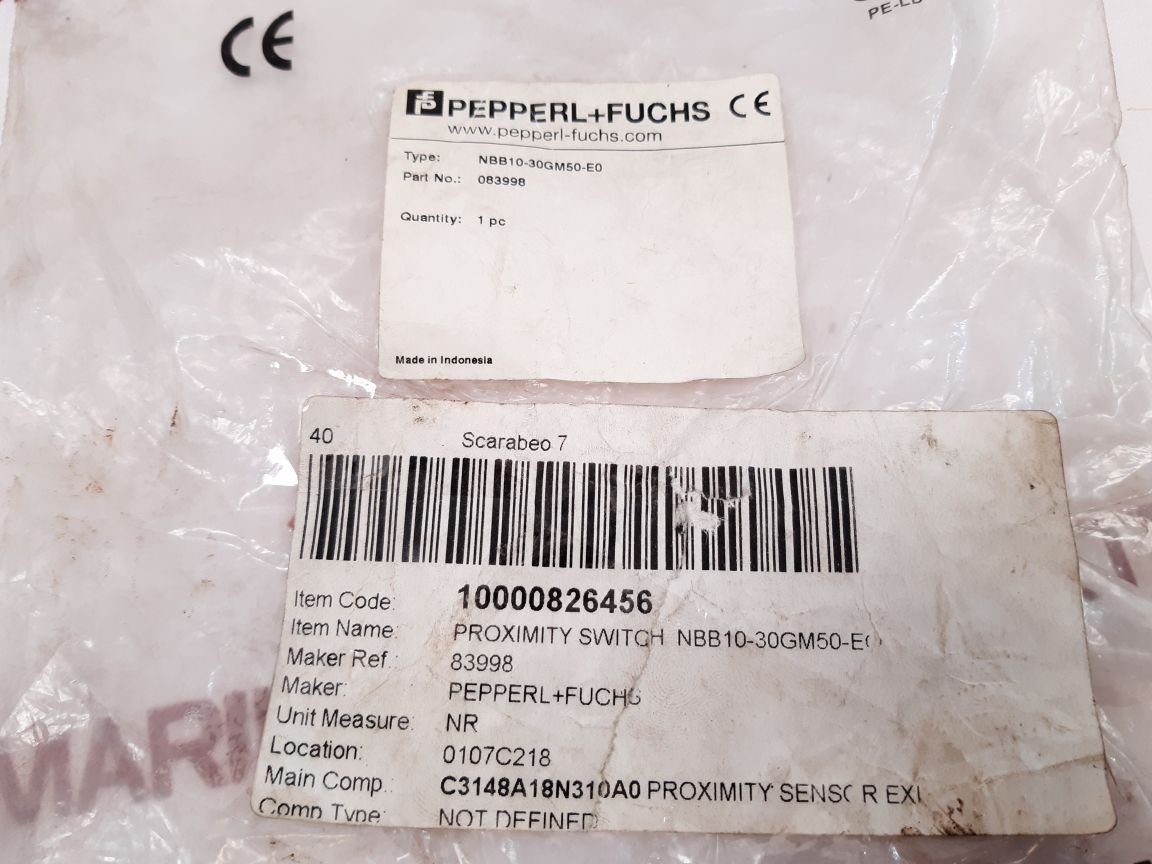 CE
PEPPERL+FUCHS CE
www.pepperl-fuchs.com
Type: NBB10-30GM50-E0
Part No.: 083998
Quantity: 1 pc
Made in Indonesia
40 Scarabeo 7
Item Code: 10000826456
Item Name: PROXIMITY SWITCH NBB10-30GM50-E0
Maker Ref.: 83998
Maker: PEPPERL+FUCHS
Unit Measure: NR
Location: 0107C218
Main Comp.: C3148A18N310A0 PROXIMITY SENSOR
Comp Type: NOT DEFINED